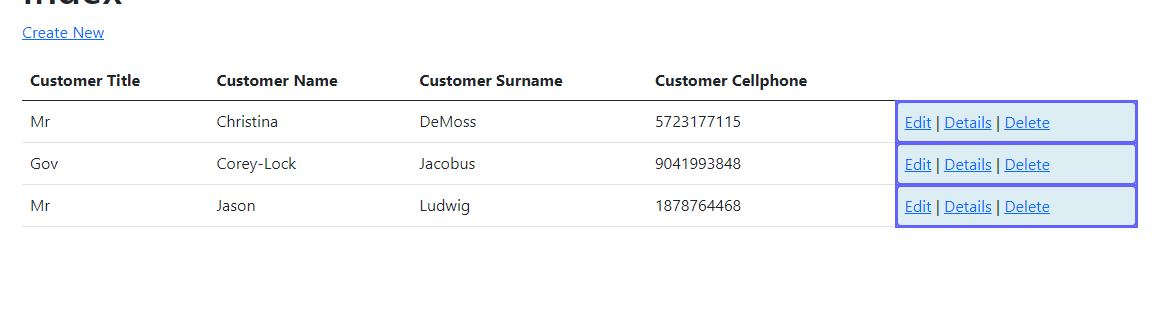 Index
Create New
Customer Title Customer Name Customer Surname Customer Cellphone
Mr Christina DeMoss 5723177115 Edit | Details | Delete
Gov Corey-Lock Jacobus 9041993848 Edit | Details | Delete
Mr Jason Ludwig 1878764468 Edit | Details | Delete